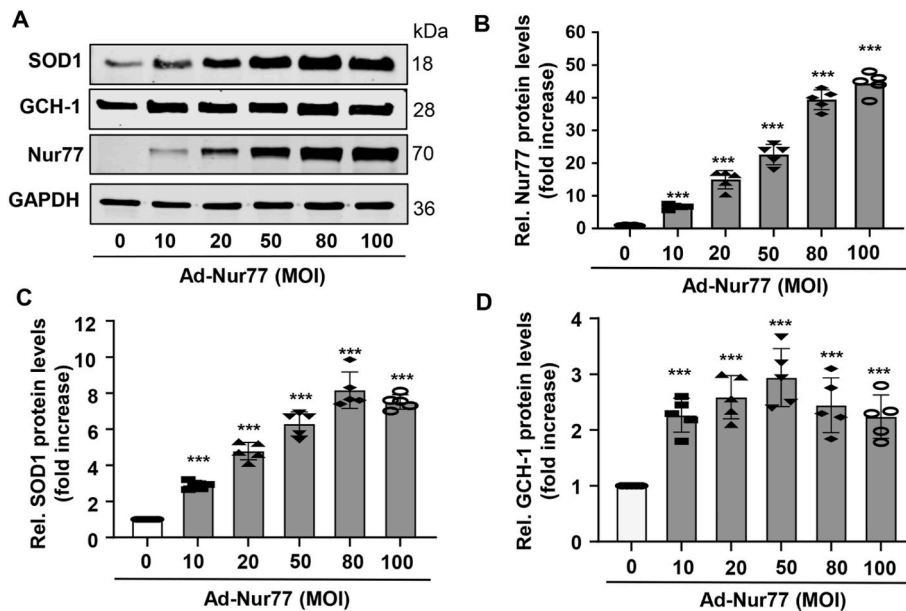 A
kDa
SOD1
18
GCH-1
28
Nur77
70
GAPDH
36
0 10 20 50 80 100
Ad-Nur77 (MOI)
B
Rel. Nur77 protein levels
(fold increase)
60
50
40
30
20
10
0
***
***
***
***
***
0 10 20 50 80 100
Ad-Nur77 (MOI)
C
Rel. SOD1 protein levels
(fold increase)
12
10
8
6
4
2
0
***
***
***
***
***
0 10 20 50 80 100
Ad-Nur77 (MOI)
D
Rel. GCH-1 protein levels
(fold increase)
4
3
2
1
0
***
***
***
***
***
0 10 20 50 80 100
Ad-Nur77 (MOI)